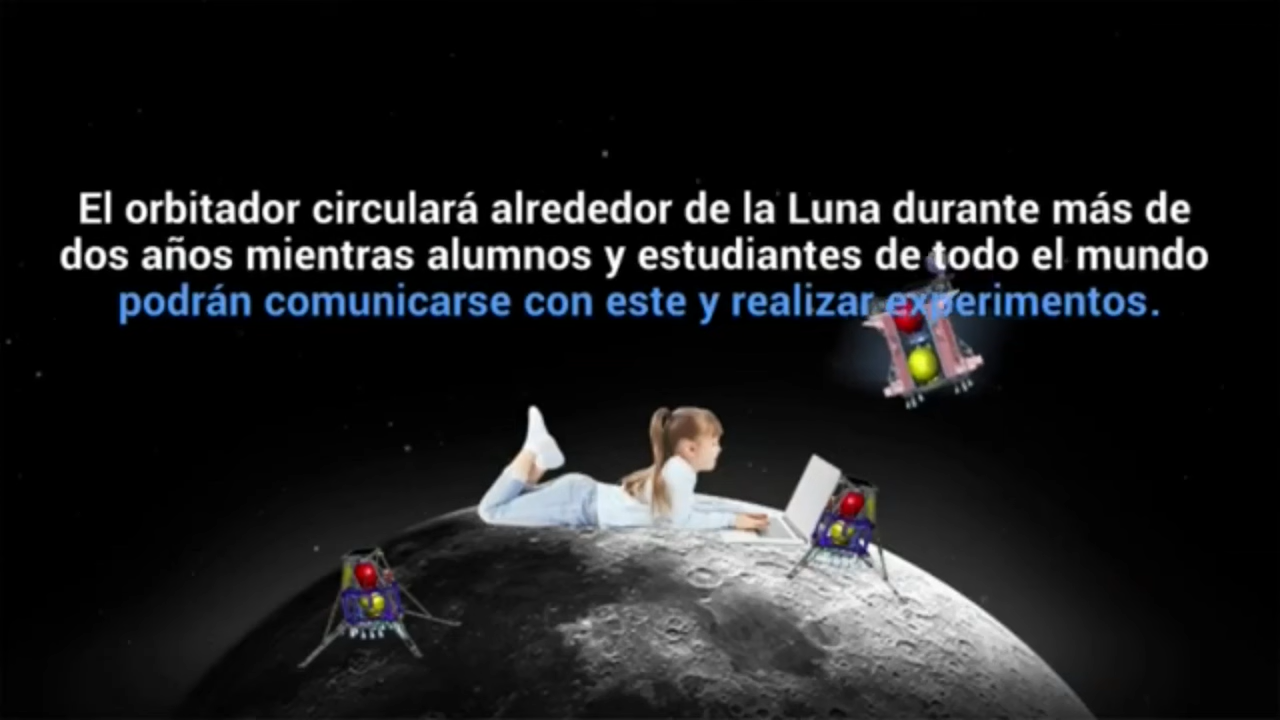 El orbitador circulará alrededor de la Luna durante más de
dos años mientras alumnos y estudiantes de todo el mundo
podrán comunicarse con este y realizar experimentos.